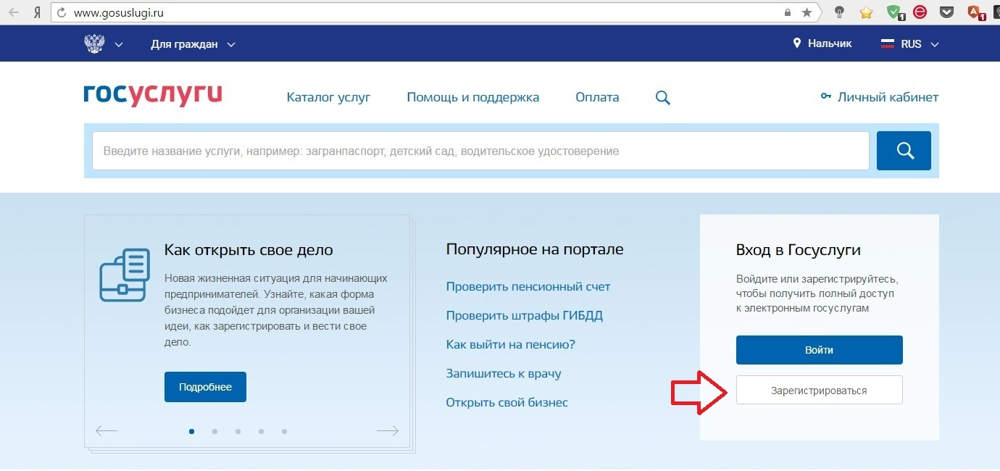 Я www.gosuslugi.ru
1 1
Для граждан Нальчик RUS
госуслуги Каталог услуг Помощь и поддержка Оплата Личный кабинет
Введите название услуги, например: загранпаспорт, детский сад, водительское удостоверение
Как открыть свое дело
Новая жизненная ситуация для начинающих
предпринимателей. Узнайте, какая форма
бизнеса подойдет для организации вашей
идеи, как зарегистрировать и вести свое
дело.
Подробнее
Популярное на портале
Проверить пенсионный счет
Проверить штрафы ГИБДД
Как выйти на пенсию?
Запишитесь к врачу
Открыть свой бизнес
Вход в Госуслуги
Войдите или зарегистрируйтесь,
чтобы получить полный доступ
к электронным госуслугам
Войти
Зарегистрироваться